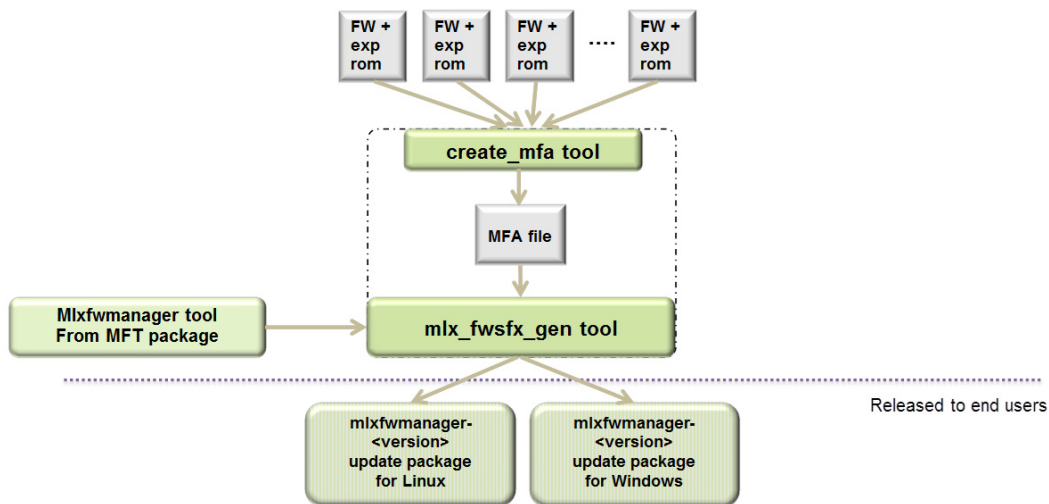 FW +
exp
rom
FW +
exp
rom
FW +
exp
rom
....
FW +
exp
rom
create_mfa tool
MFA file
Mlxfwmanager tool
From MFT package
mlx_fwsfx_gen tool
Released to end users
mlxfwmanager-
<version>
update package
for Linux
mlxfwmanager-
<version>
update package
for Windows